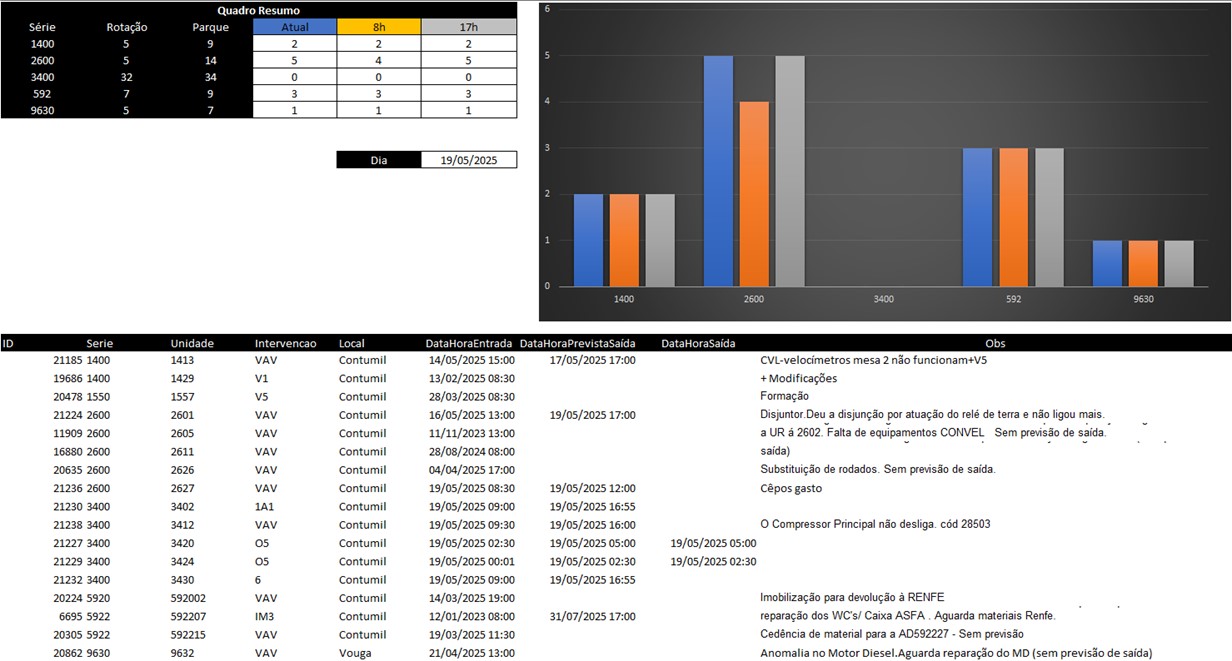 Quadro Resumo
Série Rotação Parque Atual 8h 17h
1400 5 9 2 2 2
2600 5 14 5 4 5
3400 32 34 0 0 0
592 7 9 3 3 3
9630 5 7 1 1 1
Dia 19/05/2025
6
5
4
3
2
1
0
1400 2600 3400 592 9630
ID Serie Unidade Intervencao Local DataHoraEntrada DataHoraPrevistaSaída DataHoraSaída Obs
21185 1400 1413 VAV Contumil 14/05/2025 15:00 17/05/2025 17:00 CVL-velocímetros mesa 2 não funcionam+V5
19686 1400 1429 V1 Contumil 13/02/2025 08:30 + Modificações
20478 1550 1557 V5 Contumil 28/03/2025 08:30 Formação
21224 2600 2601 VAV Contumil 16/05/2025 13:00 19/05/2025 17:00 Disjuntor.Deu a disjunção por atuação do relé de terra e não ligou mais.
11909 2600 2605 VAV Contumil 11/11/2023 13:00 a UR á 2602. Falta de equipamentos CONVEL Sem previsão de saída.
16880 2600 2611 VAV Contumil 28/08/2024 08:00 saída)
20635 2600 2626 VAV Contumil 04/04/2025 17:00 Substituição de rodados. Sem previsão de saída.
21236 2600 2627 VAV Contumil 19/05/2025 08:30 19/05/2025 12:00 Cêpos gasto
21230 3400 3402 1A1 Contumil 19/05/2025 09:00 19/05/2025 16:55
21238 3400 3412 VAV Contumil 19/05/2025 09:30 19/05/2025 16:00 O Compressor Principal não desliga. cód 28503
21227 3400 3420 O5 Contumil 19/05/2025 02:30 19/05/2025 05:00 19/05/2025 05:00
21229 3400 3424 O5 Contumil 19/05/2025 00:01 19/05/2025 02:30 19/05/2025 02:30
21232 3400 3430 6 Contumil 19/05/2025 09:00 19/05/2025 16:55
20224 5920 592002 VAV Contumil 14/03/2025 19:00 Imobilização para devolução à RENFE
6695 5922 592207 IM3 Contumil 12/01/2023 08:00 31/07/2025 17:00 reparação dos WC's/ Caixa ASFA . Aguarda materiais Renfe.
20305 5922 592215 VAV Contumil 19/03/2025 11:30 Cedência de material para a AD592227 - Sem previsão
20862 9630 9632 VAV Vouga 21/04/2025 13:00 Anomalia no Motor Diesel.Aguarda reparação do MD (sem previsão de saída)